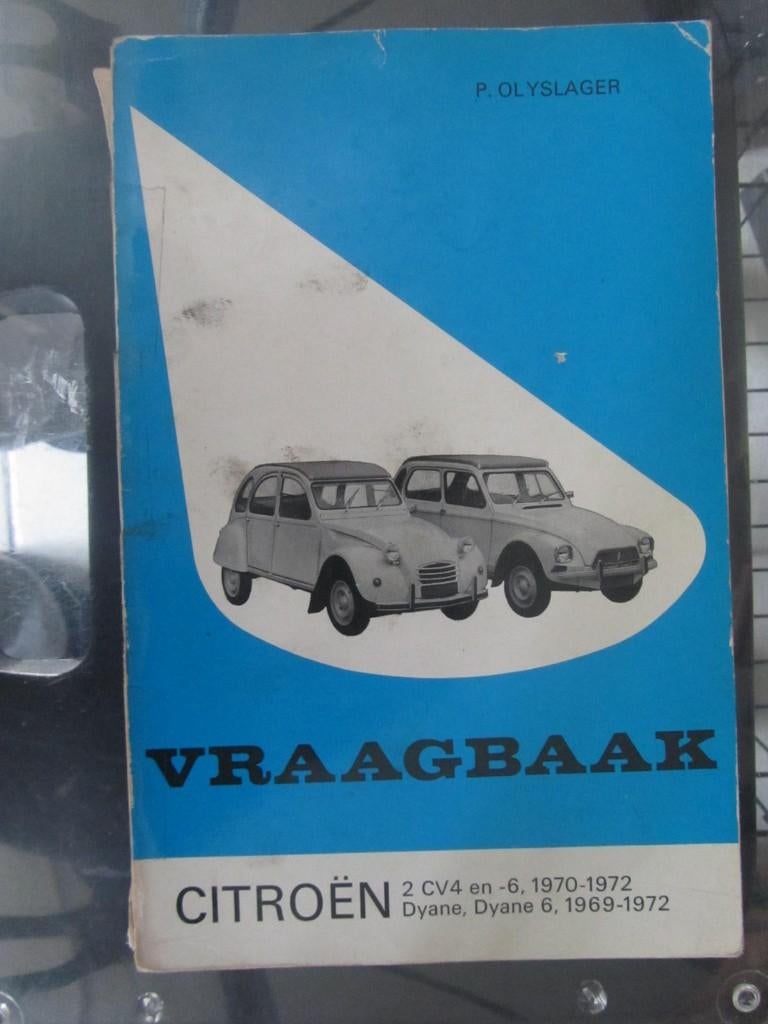 P. OLYSLAGER
VRAAGBAAK
CITROËN
2 CV4 en -6, 1970-1972
Dyane, Dyane 6, 1969-1972